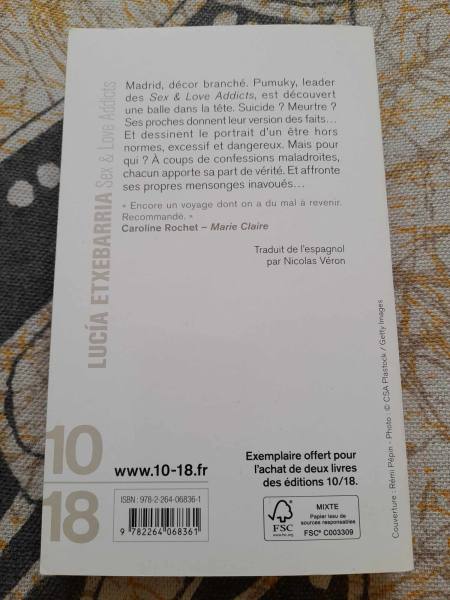 Madrid, décor branché. Pumuky, leader
des Sex & Love Addicts, est découvert
une balle dans la tête. Suicide ? Meurtre ?
Ses proches donnent leur version des faits...
Et dessinent le portrait d'un être hors
normes, excessif et dangereux. Mais pour
qui ? À coups de confessions maladroites,
chacun apporte sa part de vérité. Et affronte
ses propres mensonges inavoués...
« Encore un voyage dont on a du mal à revenir.
Recommandé. »
Caroline Rochet – Marie Claire
Traduit de l'espagnol
par Nicolas Véron
LUCÍA ETXEBARRIA Sex & Love Addicts
10
18
www.10-18.fr
ISBN : 978-2-264-06836-1
9 782264 068361
Exemplaire offert pour
l'achat de deux livres
des éditions 10/18.
FSC
www.fsc.org
MIXTE
Papier issu de
sources responsables
FSC® C003309
Couverture : Rémi Pépin - Photo : © CSA Plastock / Getty Images